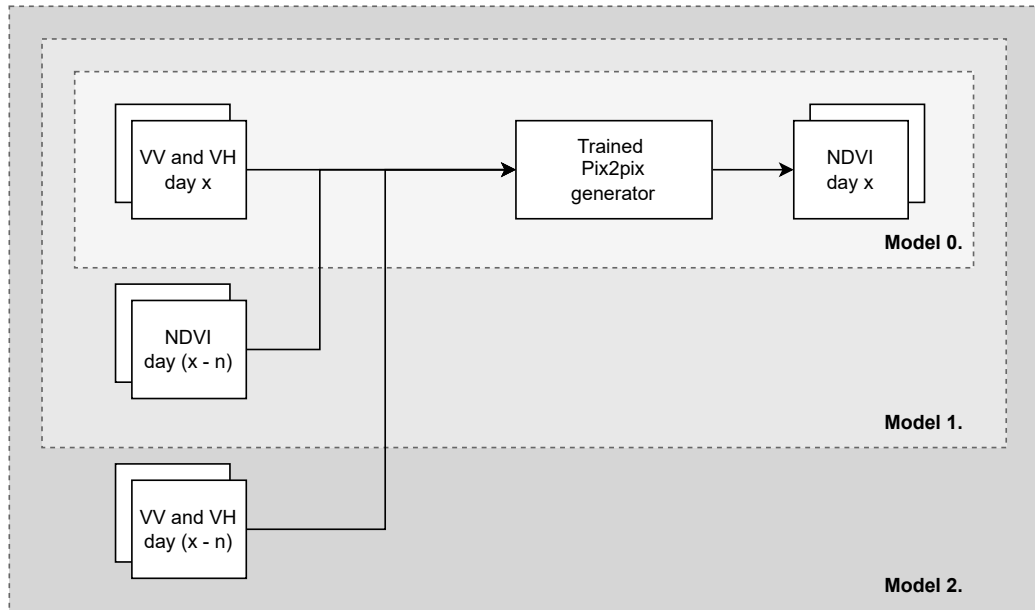 VV and VH
day x
Trained
Pix2pix
generator
NDVI
day x
Model 0.
NDVI
day (x - n)
Model 1.
VV and VH
day (x - n)
Model 2.